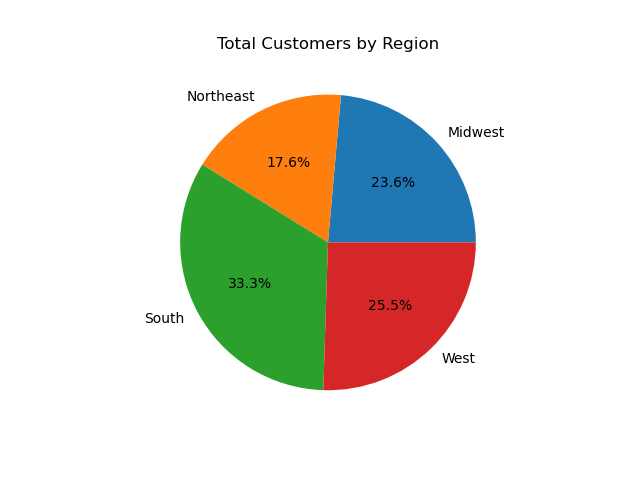 Total Customers by Region
Northeast
Midwest
17.6%
23.6%
33.3%
25.5%
South
West